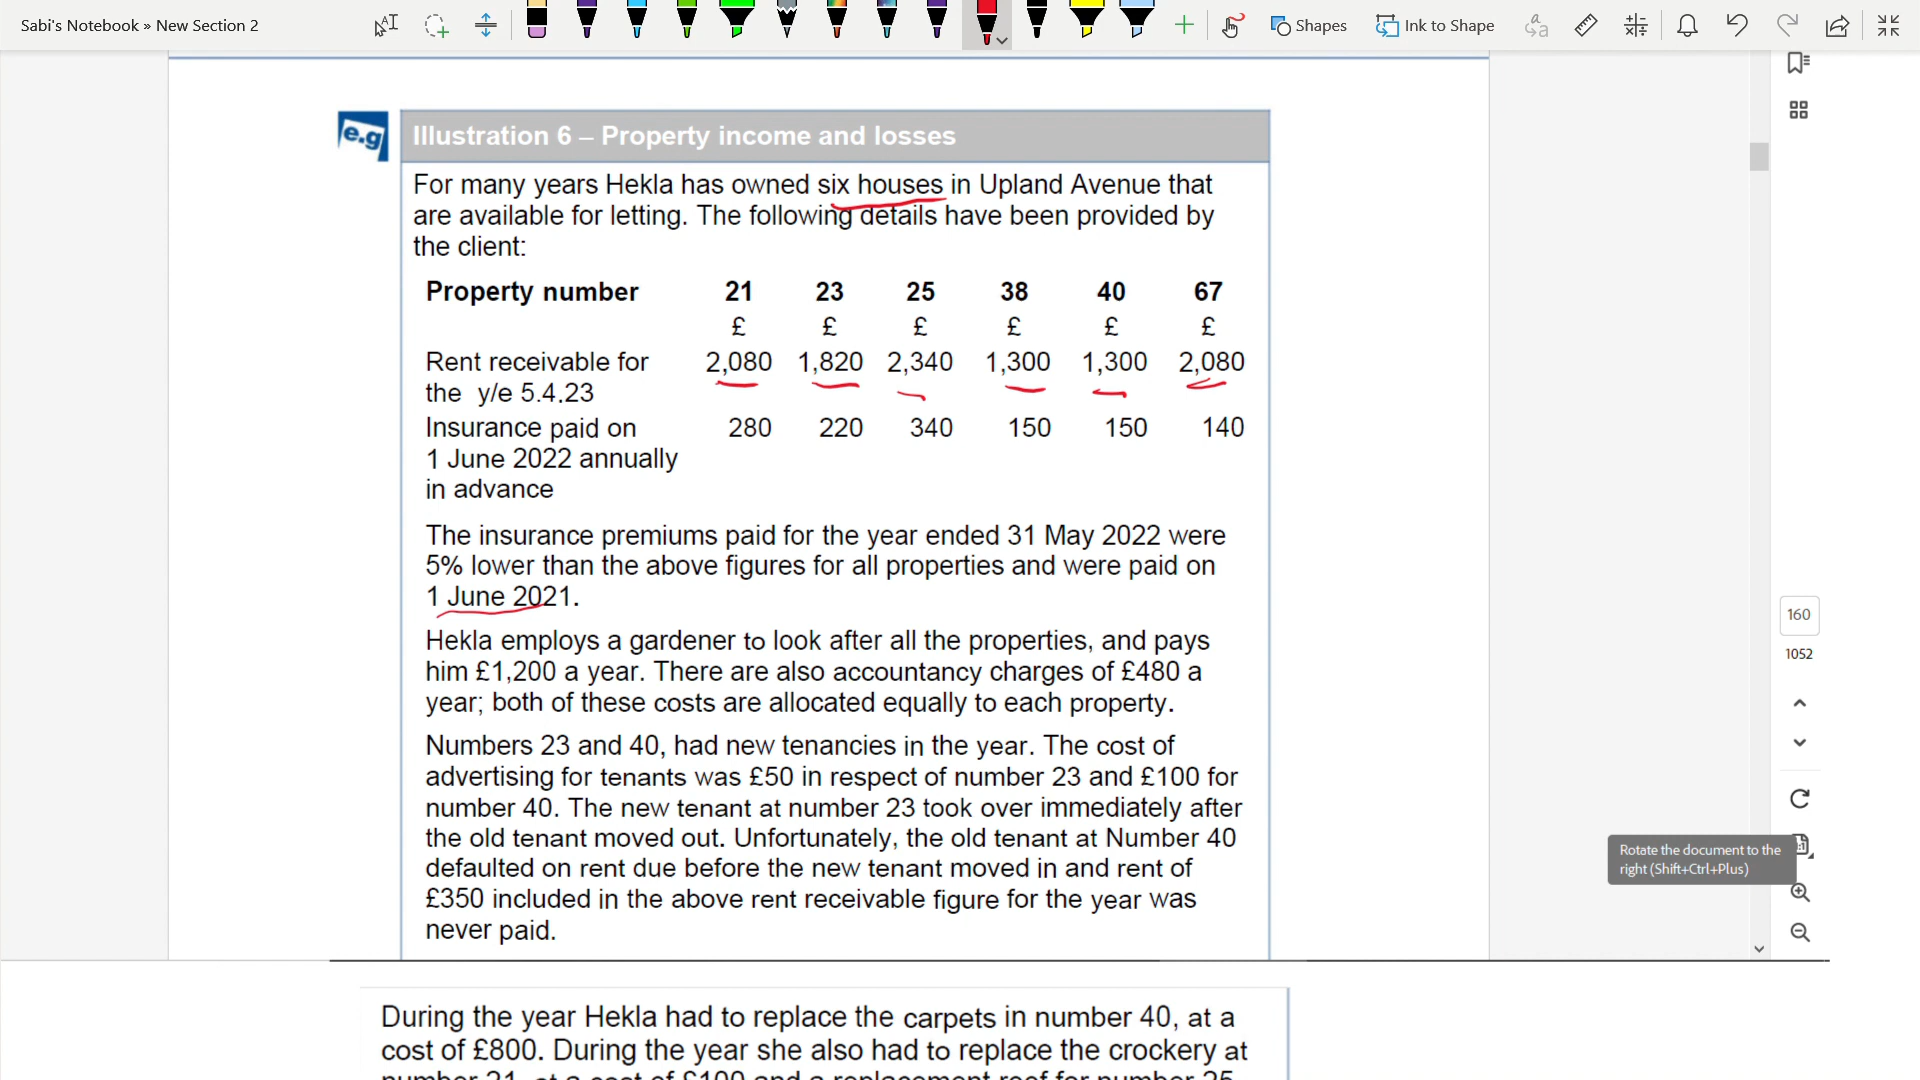 Sabi's Notebook » New Section 2
Shapes
Ink to Shape
e.g
Illustration 6 – Property income and losses
For many years Hekla has owned six houses in Upland Avenue that
are available for letting. The following details have been provided by
the client:
Property number 21 23 25 38 40 67
£ £ £ £ £ £
Rent receivable for 2,080 1,820 2,340 1,300 1,300 2,080
the y/e 5.4.23
Insurance paid on 280 220 340 150 150 140
1 June 2022 annually
in advance
The insurance premiums paid for the year ended 31 May 2022 were
5% lower than the above figures for all properties and were paid on
1 June 2021.
Hekla employs a gardener to look after all the properties, and pays
him £1,200 a year. There are also accountancy charges of £480 a
year; both of these costs are allocated equally to each property.
Numbers 23 and 40, had new tenancies in the year. The cost of
advertising for tenants was £50 in respect of number 23 and £100 for
number 40. The new tenant at number 23 took over immediately after
the old tenant moved out. Unfortunately, the old tenant at Number 40
defaulted on rent due before the new tenant moved in and rent of
£350 included in the above rent receivable figure for the year was
never paid.
160
1052
Rotate the document to the
right (Shift+Ctrl+Plus)
During the year Hekla had to replace the carpets in number 40, at a
cost of £800. During the year she also had to replace the crockery at
number 21, at a cost of £100 and a replacement roof for number 25